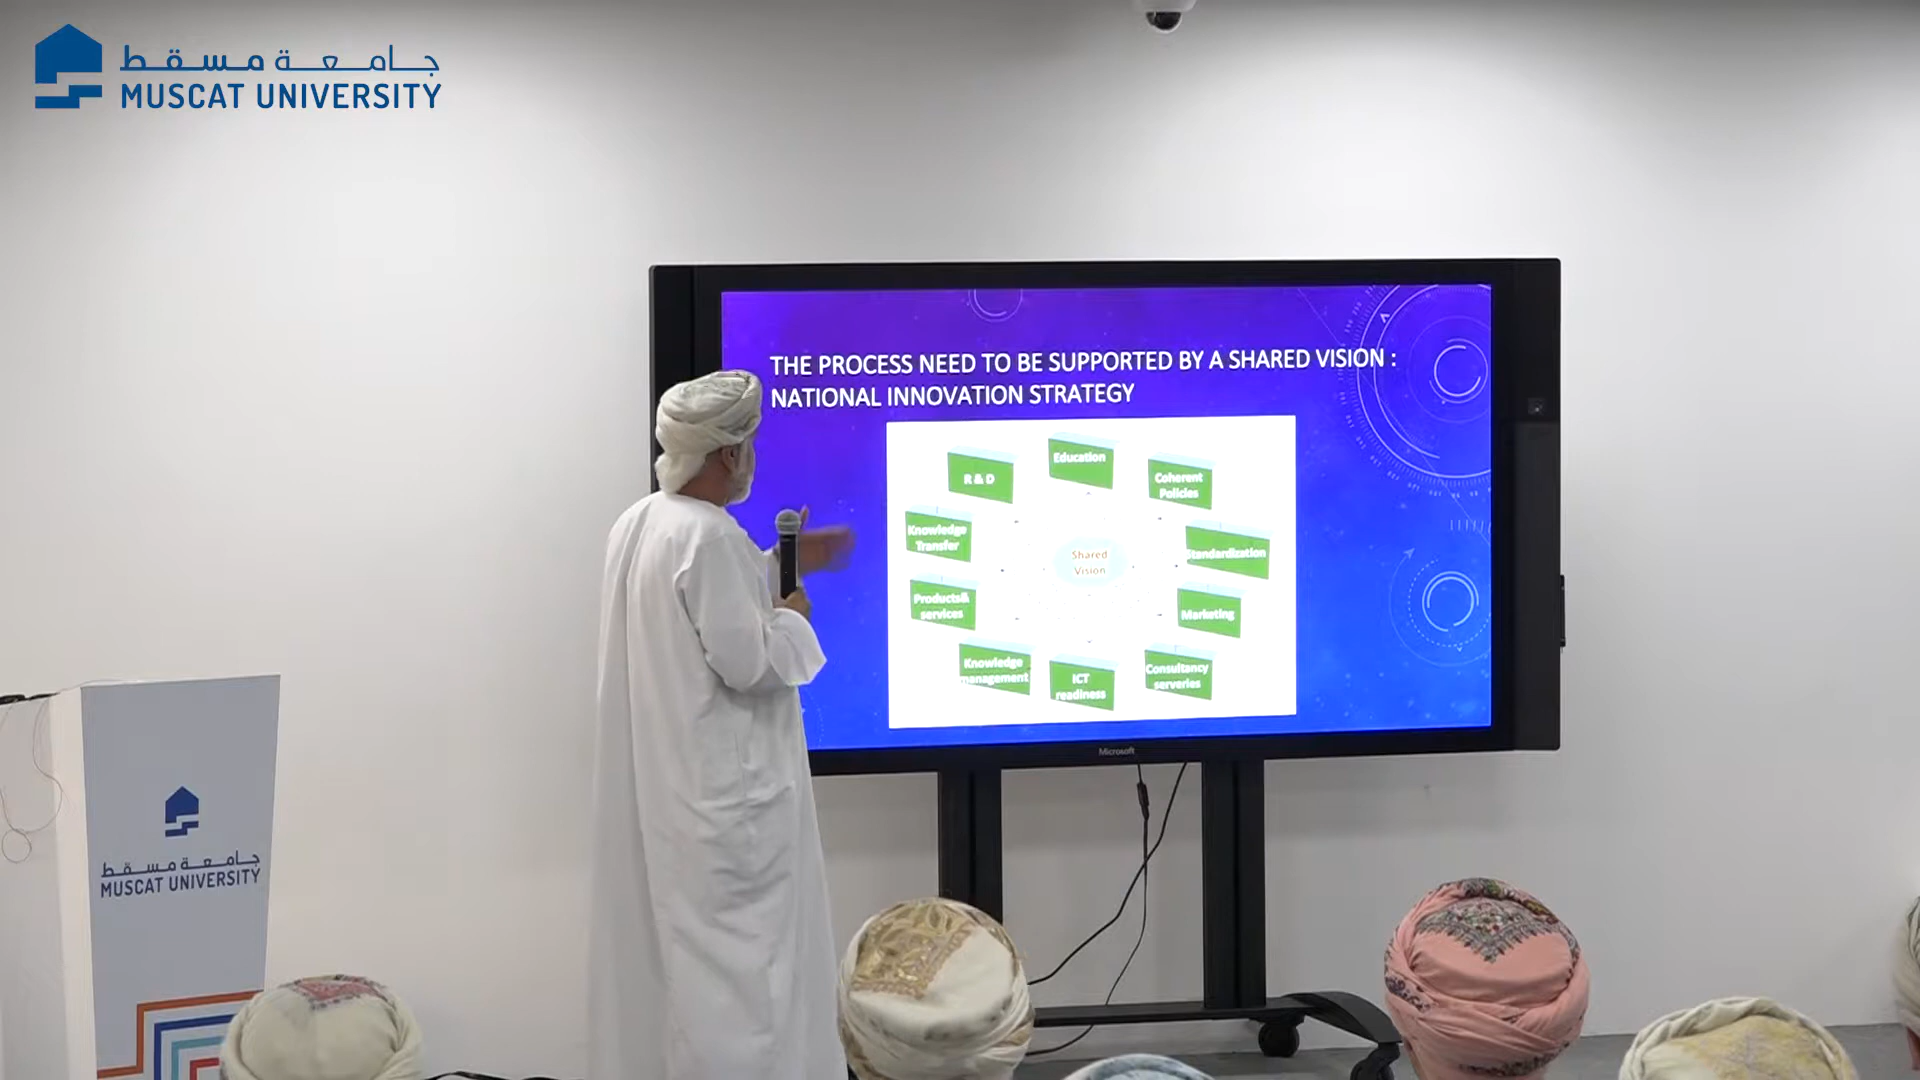 جامعة مسقط
MUSCAT UNIVERSITY
THE PROCESS NEED TO BE SUPPORTED BY A SHARED VISION :
NATIONAL INNOVATION STRATEGY
Education
R & D
Coherent
Policies
Knowledge
Transfer
Standardization
Shared
Vision
Products&
services
Marketing
Knowledge
management
ICT
readiness
Consultancy
serveries
Microsoft
جامعة مسقط
MUSCAT UNIVERSITY